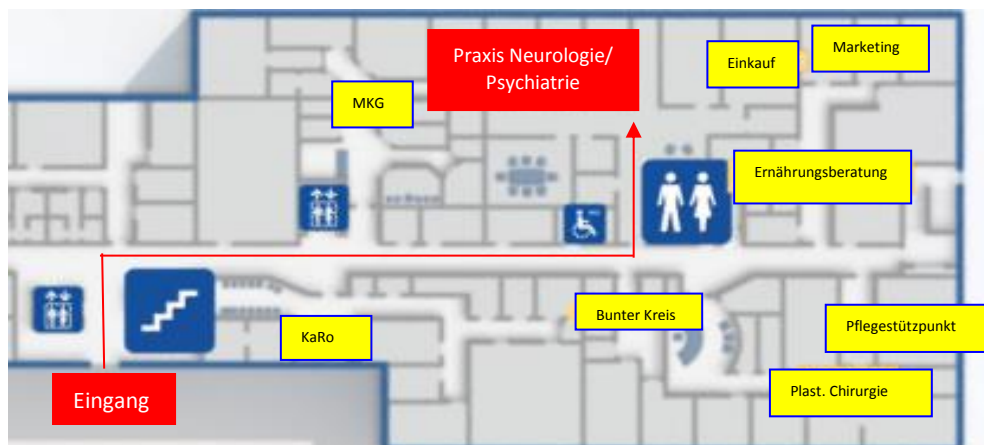 Praxis Neurologie/
Psychiatrie
Einkauf
Marketing
MKG
Ernährungsberatung
Bunter Kreis
KaRo
Pflegestützpunkt
Plast. Chirurgie
Eingang